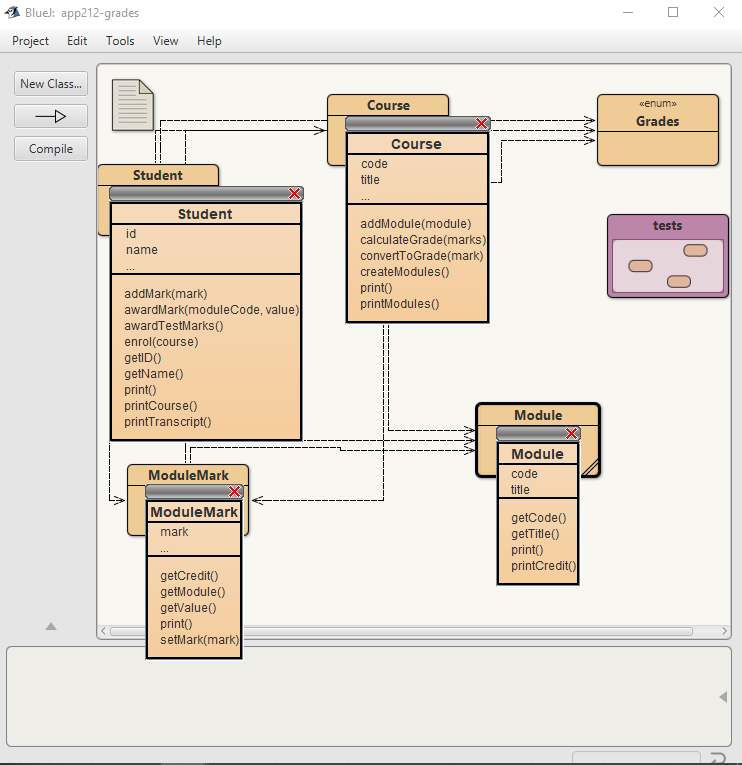 BlueJ: app212-grades
Project Edit Tools View Help
New Class...
Compile
Course
Course
code
title
...
addModule(module)
calculateGrade(marks)
convertToGrade(mark)
createModules()
print()
printModules()
«enum»
Grades
tests
Student
Student
id
name
...
addMark(mark)
awardMark(moduleCode, value)
awardTestMarks()
enrol(course)
getID()
getName()
print()
printCourse()
printTranscript()
Module
Module
code
title
getCode()
getTitle()
print()
printCredit()
ModuleMark
ModuleMark
mark
...
getCredit()
getModule()
getValue()
print()
setMark(mark)